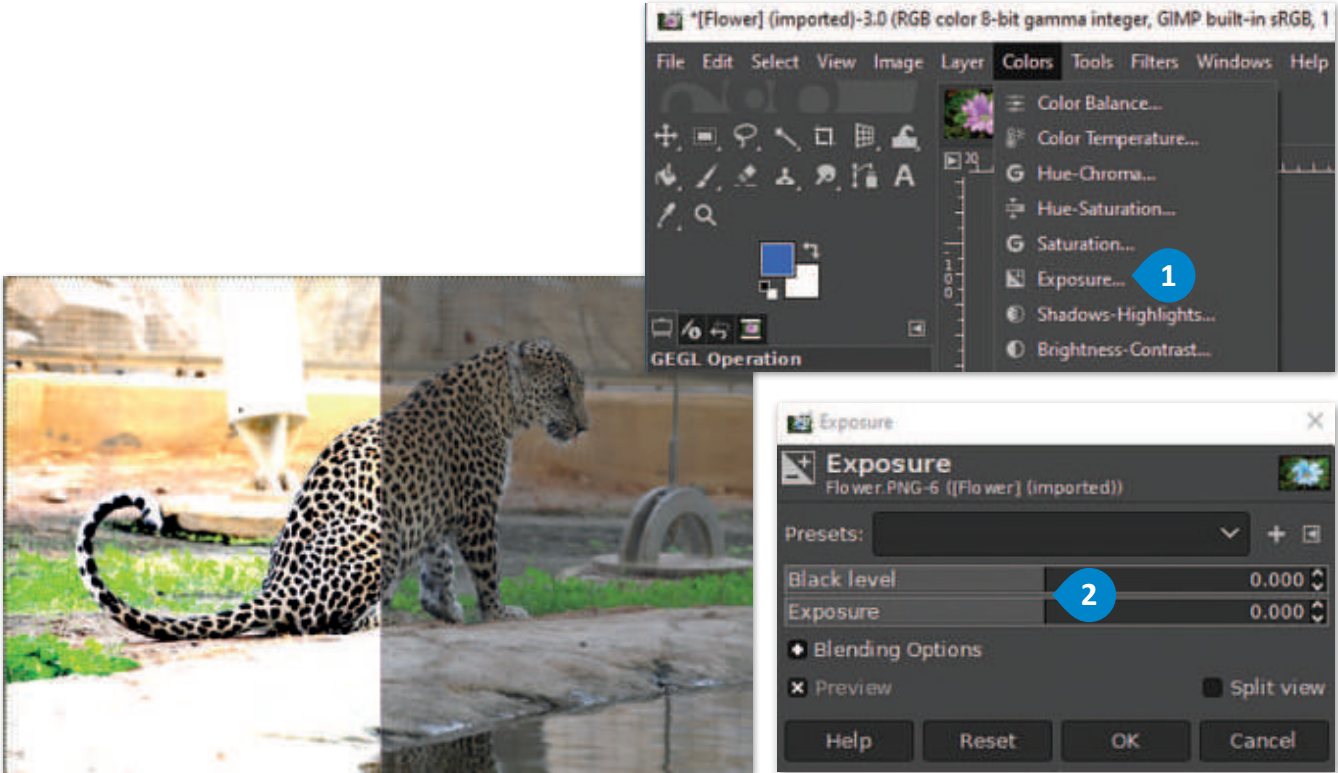 *[Flower] (imported)-3.0 (RGB color 8-bit gamma integer, GIMP built-in sRGB, 1
File Edit Select View Image Layer Colors Tools Filters Windows Help
Color Balance...
Color Temperature...
Hue-Chroma...
Hue-Saturation...
Saturation...
Exposure...
1
Shadows-Highlights...
Brightness-Contrast...
100
GEGL Operation
Exposure
Exposure
Flower.PNG-6 ([Flower] (imported))
Presets:
Black level 0.000
2
Exposure 0.000
Blending Options
Preview Split view
Help Reset OK Cancel